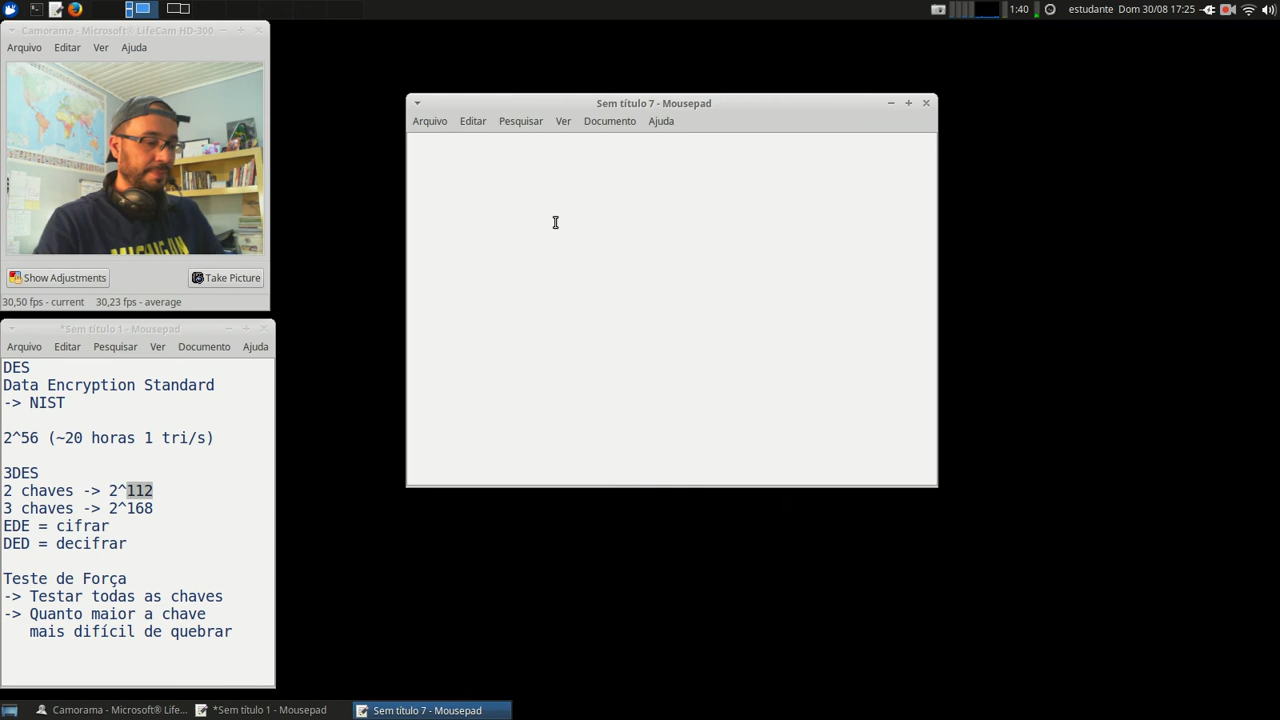 1:40
estudante Dom 30/08 17:25
Camorama - Microsoft® LifeCam HD-300
Arquivo Editar Ver Ajuda
MICHIGAN
Show Adjustments
Take Picture
30,50 fps - current 30,23 fps - average
*Sem título 1 - Mousepad
Arquivo Editar Pesquisar Ver Documento Ajuda
DES
Data Encryption Standard
-> NIST
2^56 (~20 horas 1 tri/s)
3DES
2 chaves -> 2^112
3 chaves -> 2^168
EDE = cifrar
DED = decifrar
Teste de Força
-> Testar todas as chaves
-> Quanto maior a chave
mais difícil de quebrar
Sem título 7 - Mousepad
Arquivo Editar Pesquisar Ver Documento Ajuda
Camorama - Microsoft® Life...
*Sem título 1 - Mousepad
Sem título 7 - Mousepad